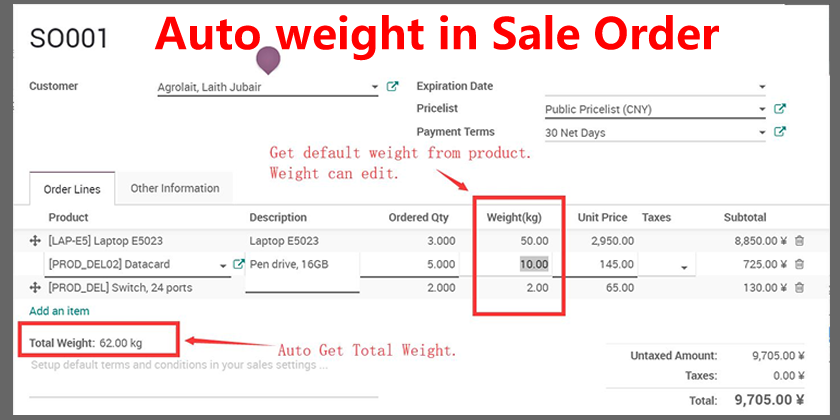 SO001
Auto weight in Sale Order
Customer Agrolait, Laith Jubair
Expiration Date
Pricelist Public Pricelist (CNY)
Payment Terms 30 Net Days
Get default weight from product.
Weight can edit.
Order Lines Other Information
Product Description Ordered Qty Weight(kg) Unit Price Taxes Subtotal
[LAP-E5] Laptop E5023 Laptop E5023 3.000 50.00 2,950.00 8,850.00 ¥
[PROD_DEL02] Datacard Pen drive, 16GB 5.000 10.00 145.00 725.00 ¥
[PROD_DEL] Switch, 24 ports 2.000 2.00 65.00 130.00 ¥
Add an item
Total Weight: 62.00 kg
Auto Get Total Weight.
Setup default terms and conditions in your sales settings ...
Untaxed Amount: 9,705.00 ¥
Taxes: 0.00 ¥
Total: 9,705.00 ¥